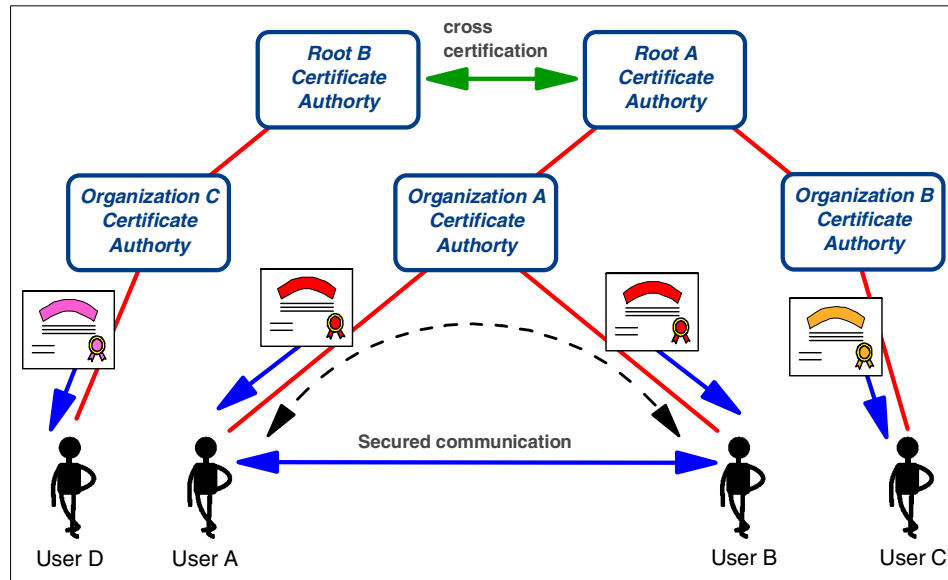 cross
certification
Root B
Certificate
Authorty
Root A
Certificate
Authorty
Organization C
Certificate
Authorty
Organization A
Certificate
Authorty
Organization B
Certificate
Authorty
Secured communication
User D
User A
User B
User C